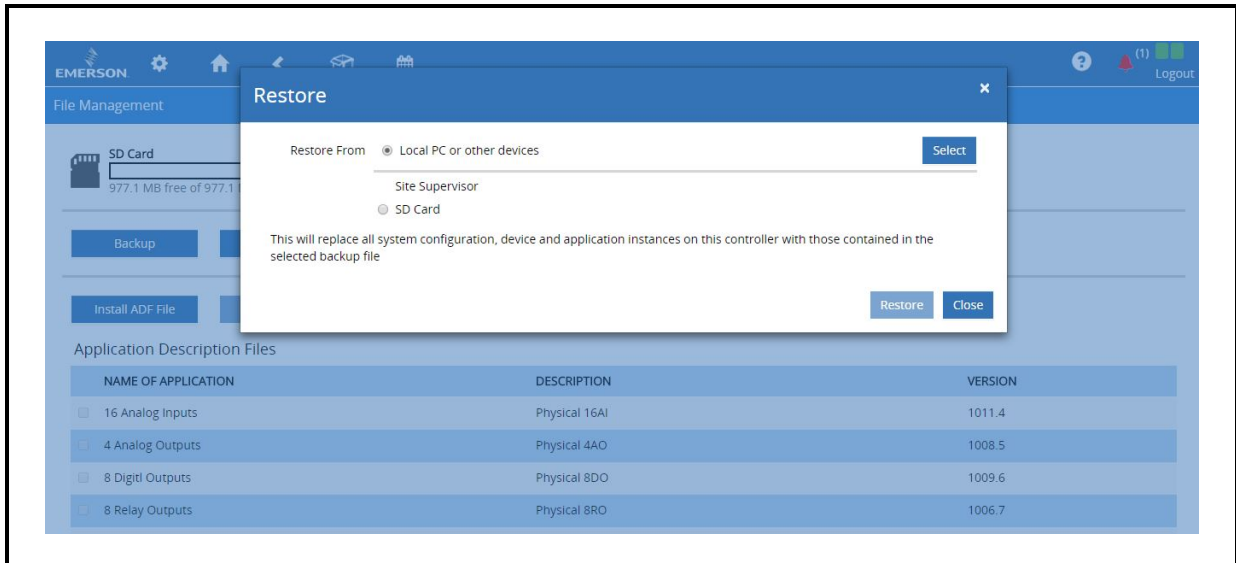 EMERSON.
(1)
Logout
File Management
Restore
×
SD Card
977.1 MB free of 977.1
Restore From
Local PC or other devices
Select
Site Supervisor
SD Card
This will replace all system configuration, device and application instances on this controller with those contained in the
selected backup file
Backup
Install ADF File
Restore
Close
Application Description Files
NAME OF APPLICATION DESCRIPTION VERSION
16 Analog Inputs Physical 16AI 1011.4
4 Analog Outputs Physical 4AO 1008.5
8 Digitl Outputs Physical 8DO 1009.6
8 Relay Outputs Physical 8RO 1006.7